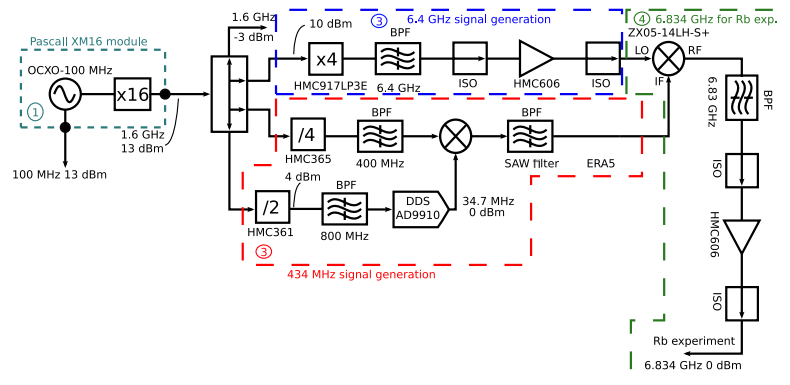 1.6 GHz
-3 dBm
10 dBm
3
6.4 GHz signal generation
4
6.834 GHz for Rb exp.
ZX05-14LH-S+
Pascall XM16 module
OCXO-100 MHz
x16
1
1.6 GHz
13 dBm
100 MHz 13 dBm
x4
HMC917LP3E
BPF
6.4 GHz
ISO
HMC606
ISO
LO
RF
IF
/4
HMC365
BPF
400 MHz
BPF
SAW filter
ERA5
4 dBm
/2
HMC361
BPF
800 MHz
DDS
AD9910
34.7 MHz
0 dBm
3
434 MHz signal generation
BPF
6.83 GHz
ISO
HMC606
ISO
Rb experiment
6.834 GHz 0 dBm